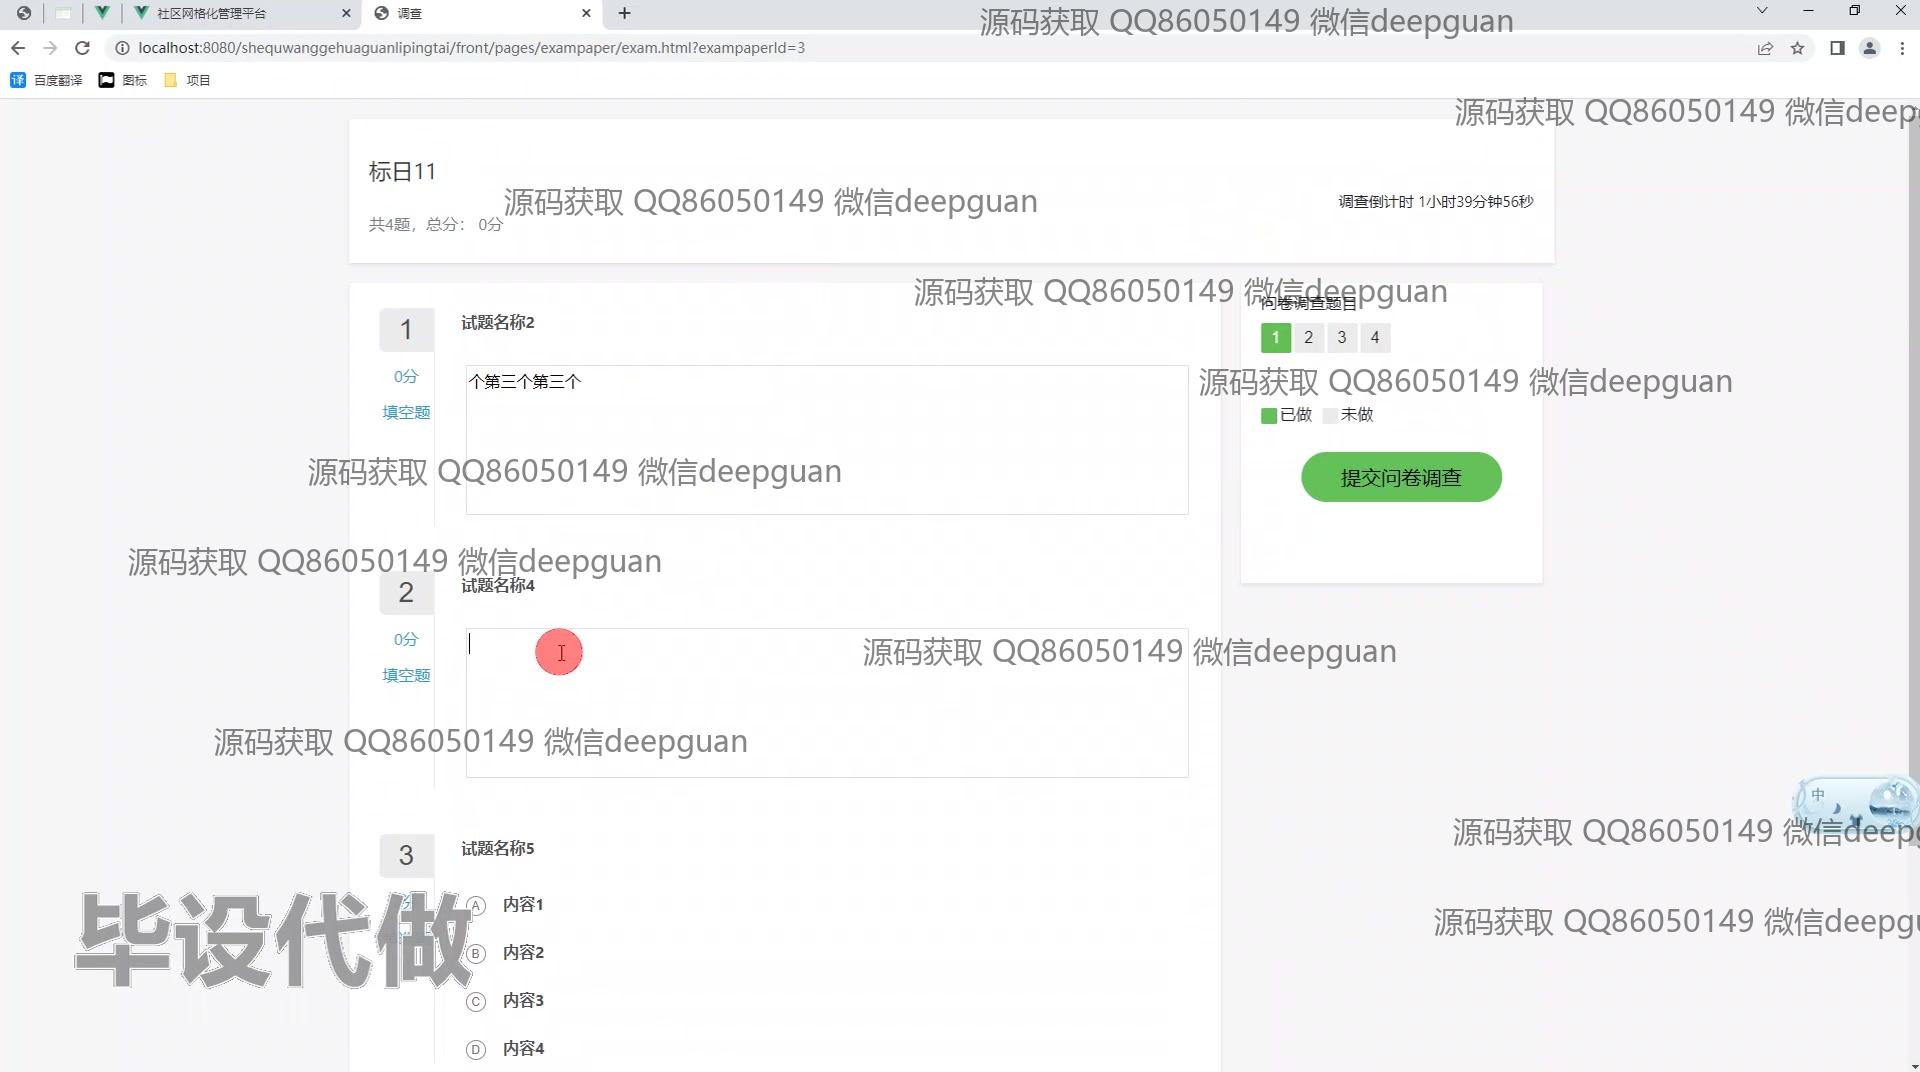 社区网格化管理平台
调查
源码获取 QQ86050149 微信deepguan
localhost:8080/shequwanggehuaguanlipingtai/front/pages/exampaper/exam.html?exampaperId=3
译 百度翻译
图标
项目
源码获取 QQ86050149 微信deep
标日11
源码获取 QQ86050149 微信deepguan
调查倒计时 1小时39分钟56秒
共4题，总分： 0分
源码获取 QQ86050149 微信deepguan
问卷调查题目
1
试题名称2
1 2 3 4
0分
个第三个第三个
源码获取 QQ86050149 微信deepguan
填空题
已做 未做
源码获取 QQ86050149 微信deepguan
提交问卷调查
源码获取 QQ86050149 微信deepguan
2
试题名称4
0分
源码获取 QQ86050149 微信deepguan
填空题
源码获取 QQ86050149 微信deepguan
中
源码获取 QQ86050149 微信deep
3
试题名称5
A 内容1
毕设代做
源码获取 QQ86050149 微信deepgu
B 内容2
C 内容3
D 内容4